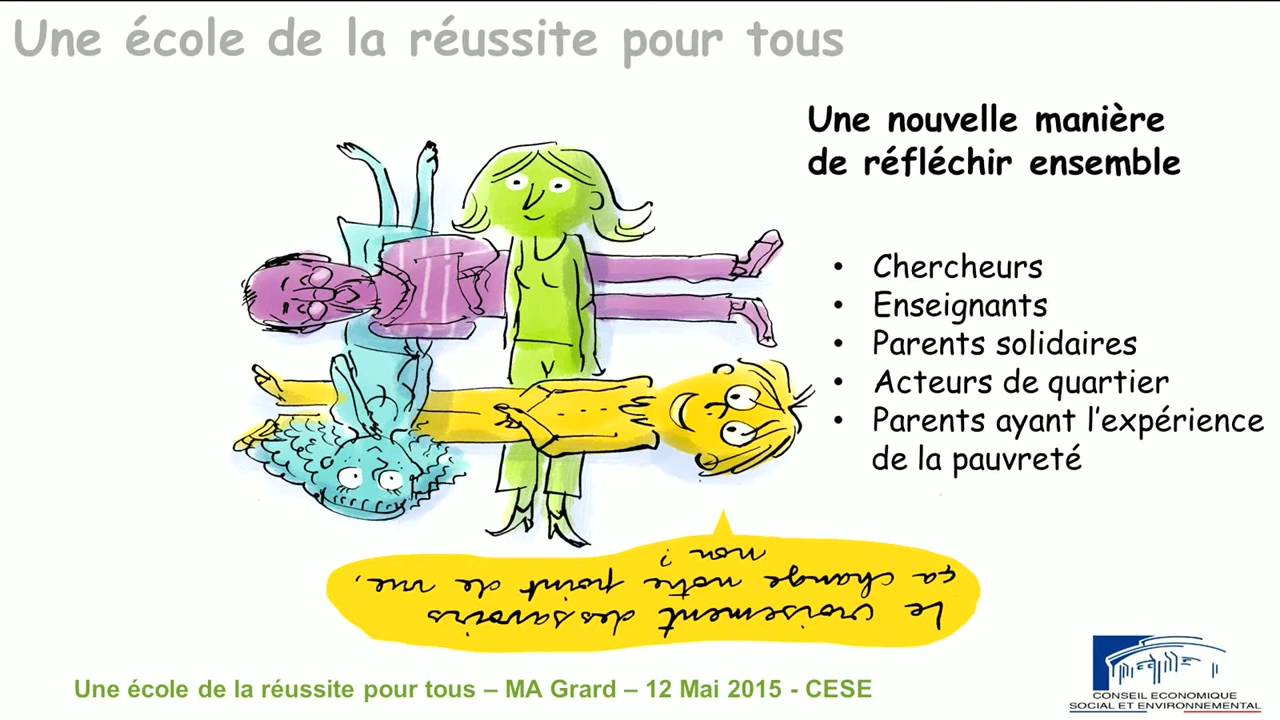 Une école de la réussite pour tous
Une nouvelle manière
de réfléchir ensemble
• Chercheurs
• Enseignants
• Parents solidaires
• Acteurs de quartier
• Parents ayant l'expérience
de la pauvreté
Le croisement des savoirs
ça change notre point de vue,
non ?
Une école de la réussite pour tous – MA Grard – 12 Mai 2015 - CESE
CONSEIL ECONOMIQUE
SOCIAL ET ENVIRONNEMENTAL